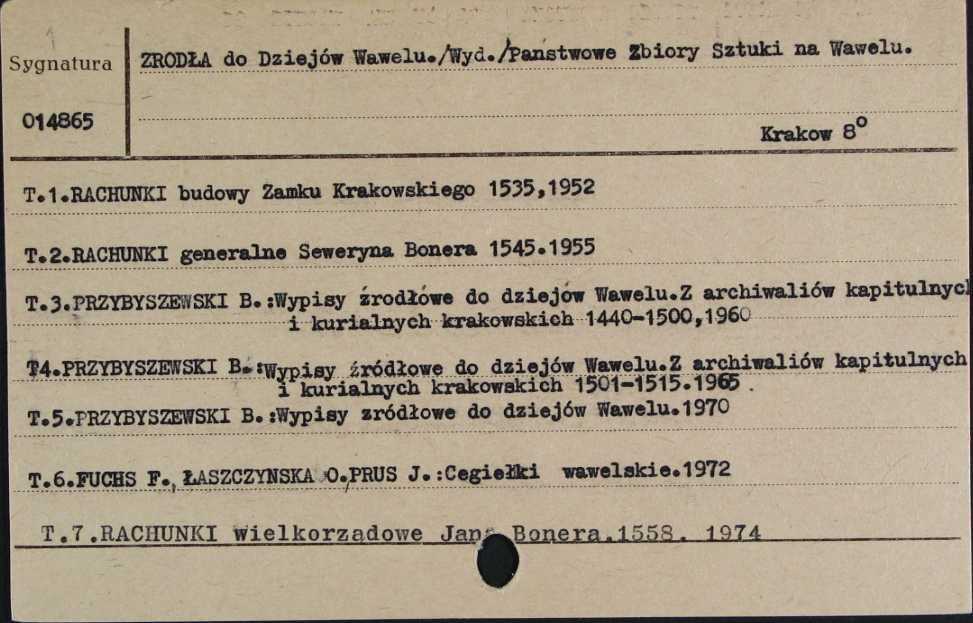 Sygnatura
ZRODŁA do Dziejów Wawelu./Wyd./Państwowe Zbiory Sztuki na Wawelu.
014865
Krakow 8°
T.1.RACHUNKI budowy Zamku Krakowskiego 1535,1952
T.2.RACHUNKI generalne Seweryna Bonera 1545.1955
T.3.PRZYBYSZEWSKI B.:Wypisy źrodłówe do dziejów Wawelu.Z archiwaliów kapitulnych
i kurialnych krakowskich 1440-1500,1960
T4.PRZYBYSZEWSKI B.:Wypisy źródłowe do dziejów Wawelu.Z archiwaliów kapitulnych
i kurialnych krakowskich 1501-1515.1965.
T.5.PRZYBYSZEWSKI B.:Wypisy zródłowe do dziejów Wawelu.1970
T.6.FUCHS F., ŁASZCZYNSKA O.,PRUS J.:Cegiełki wawelskie.1972
T.7.RACHUNKI wielkorzadowe Jana Bonera.1558. 1974